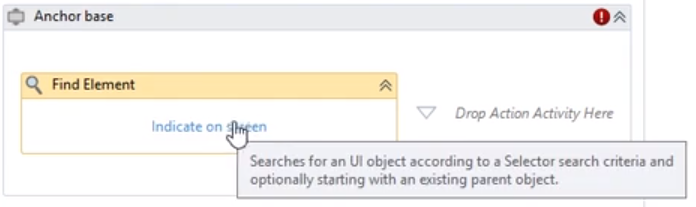 Anchor base
Find Element
Indicate on screen
Drop Action Activity Here
Searches for an UI object according to a Selector search criteria and
optionally starting with an existing parent object.